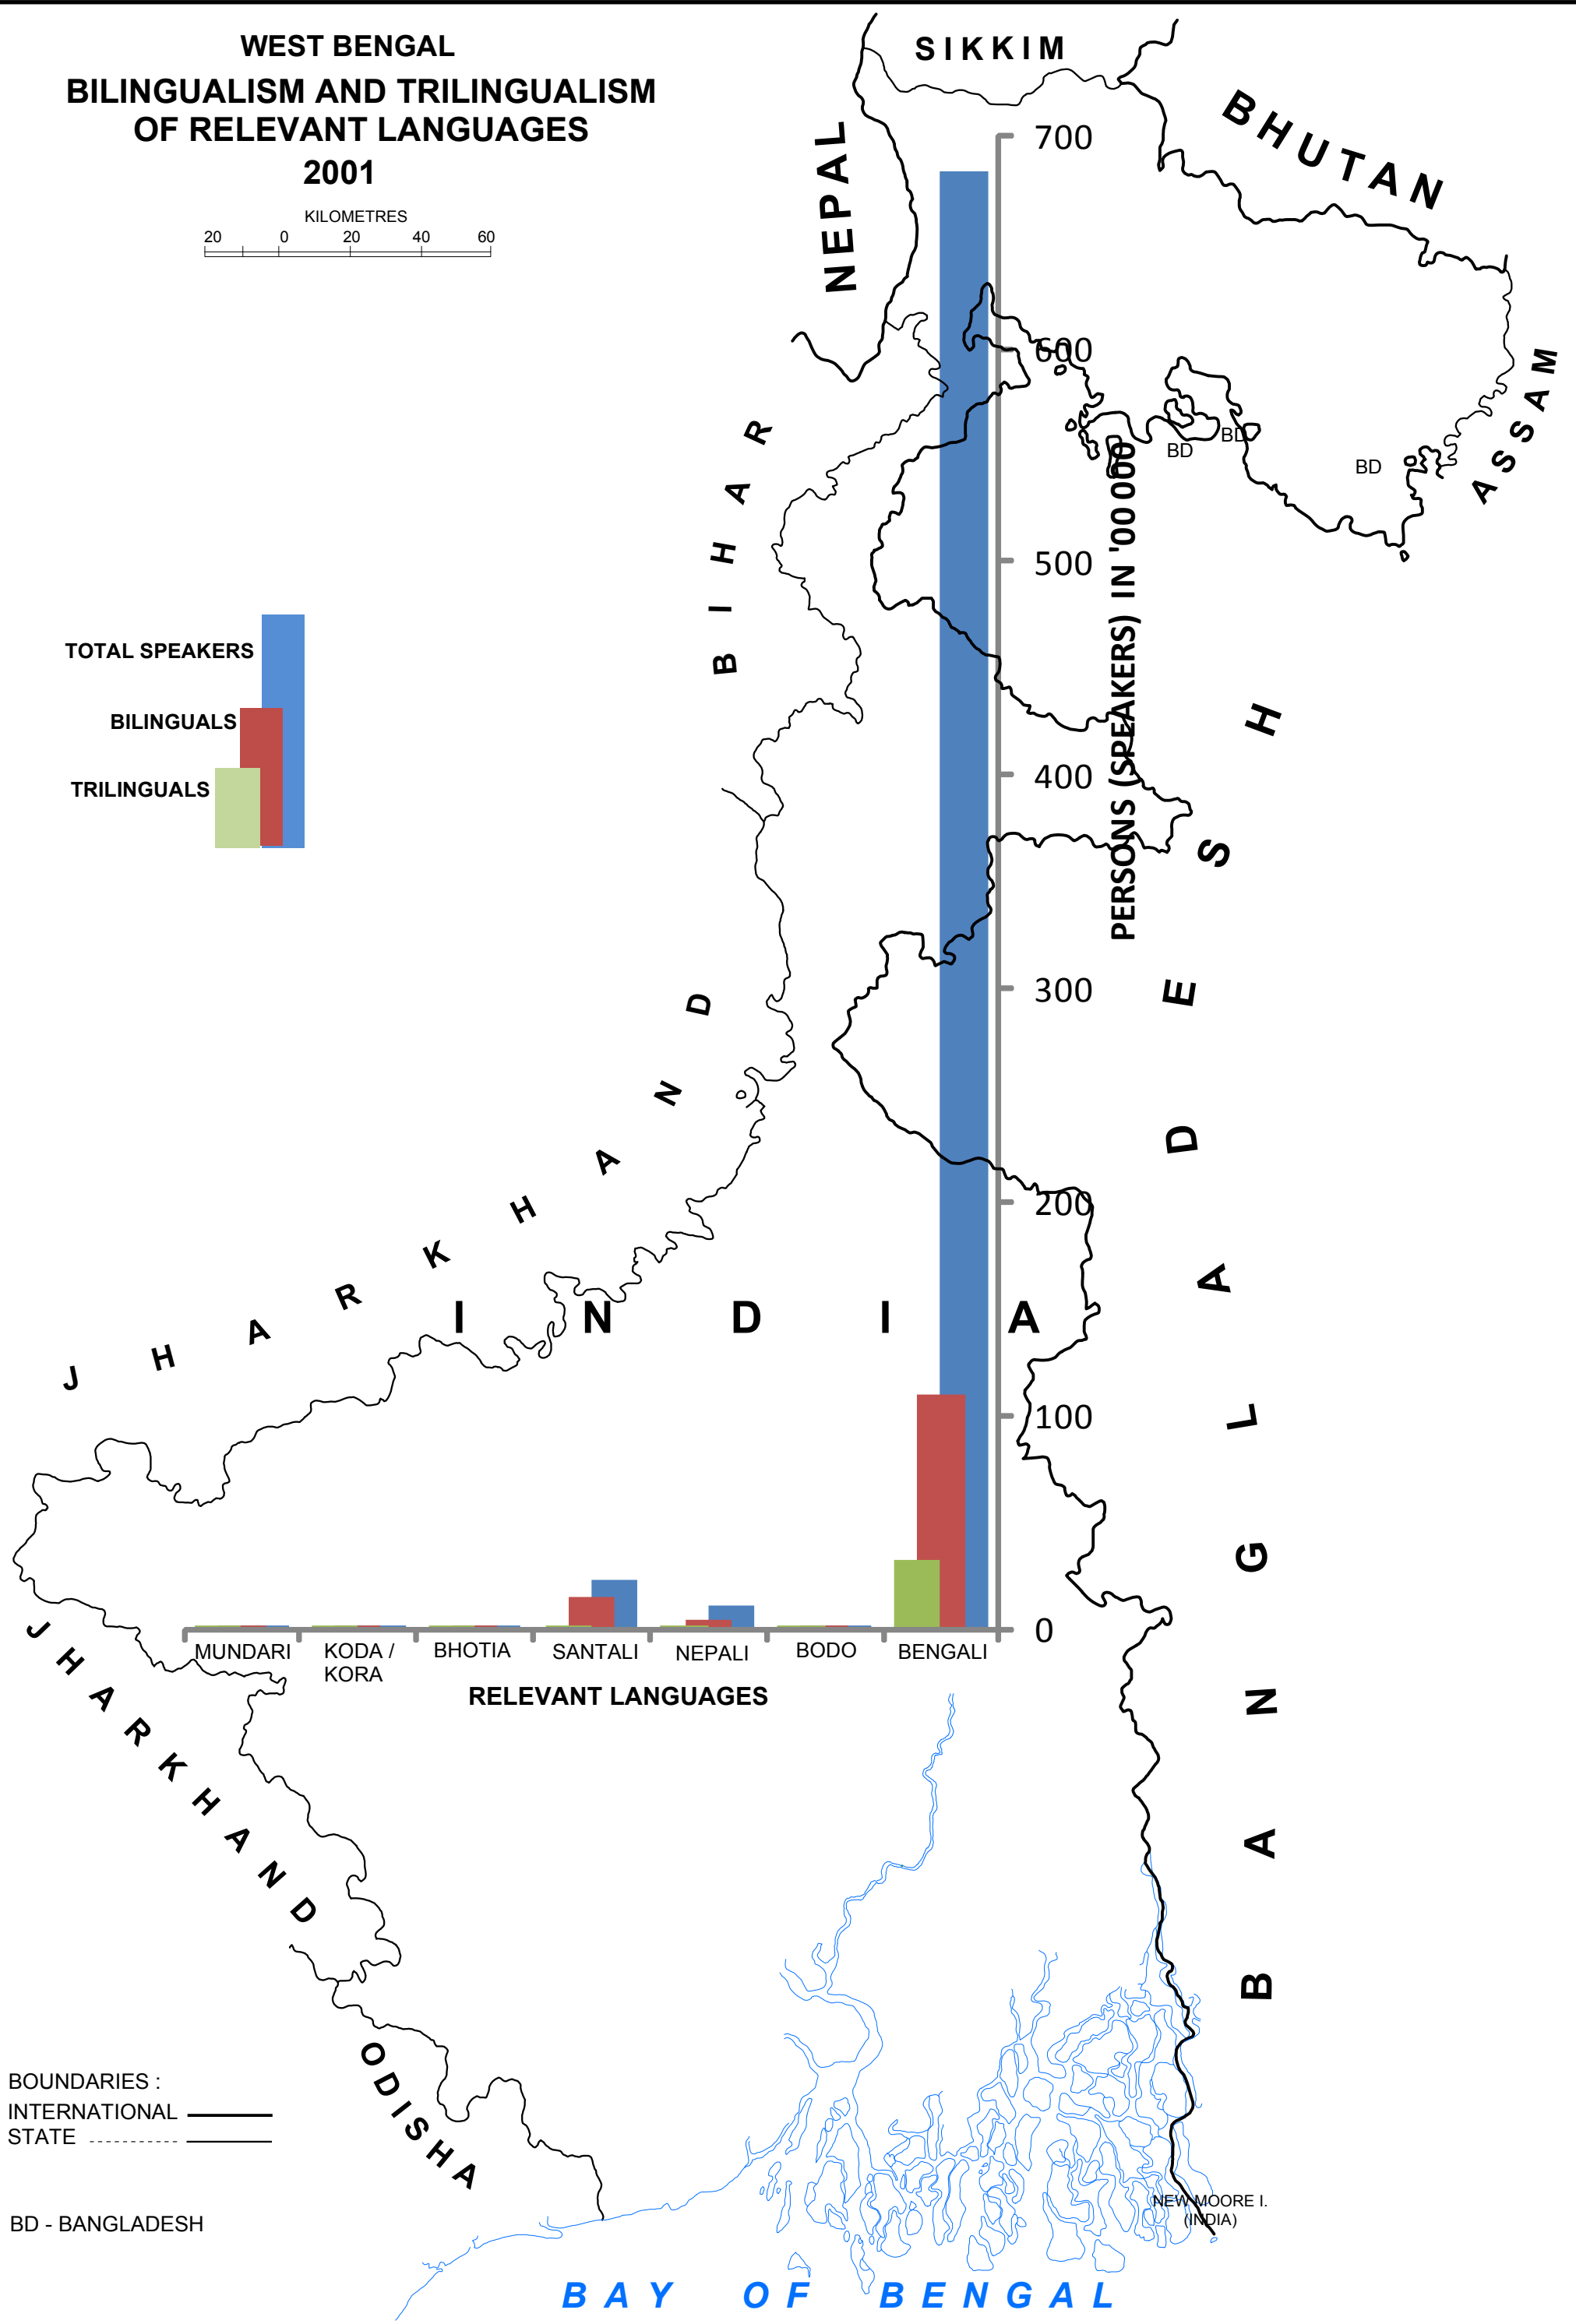 WEST BENGAL
BILINGUALISM AND TRILINGUALISM
OF RELEVANT LANGUAGES
2001
KILOMETRES
20 0 20 40 60
SIKKIM
BHUTAN
NEPAL
ASSAM
BIHAR
BD
BD
BD
700
600
500
400
300
200
100
0
PERSONS (SPEAKERS) IN '00 000
TOTAL SPEAKERS
BILINGUALS
TRILINGUALS
JHARKHAND
INDIA
BANGLADESH
MUNDARI
KODA /
KORA
BHOTIA
SANTALI
NEPALI
BODO
BENGALI
RELEVANT LANGUAGES
JHARKHAND
ODISHA
BOUNDARIES :
INTERNATIONAL
STATE
BD - BANGLADESH
NEW MOORE I.
(INDIA)
BAY OF BENGAL